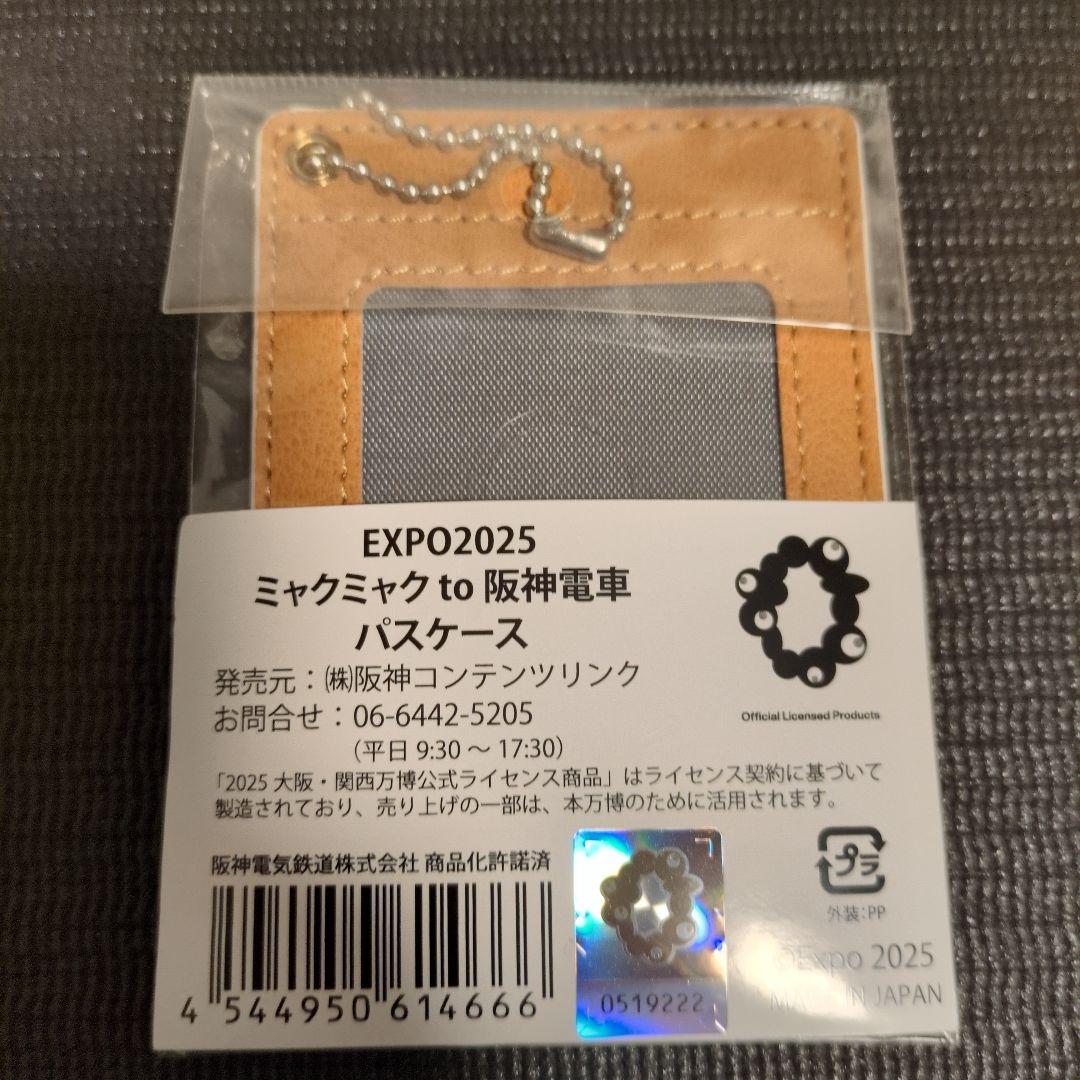 EXPO2025
ミャクミャク to 阪神電車
パスケース
発売元：㈱阪神コンテンツリンク
お問合せ：06-6442-5205
（平日 9:30 ～ 17:30）
Official Licensed Products
「2025 大阪・関西万博公式ライセンス商品」はライセンス契約に基づいて
製造されており、売り上げの一部は、本万博のために活用されます。
阪神電気鉄道株式会社 商品化許諾済
4 544950 614666
0519222
プラ
外装：PP
©Expo 2025
MADE IN JAPAN